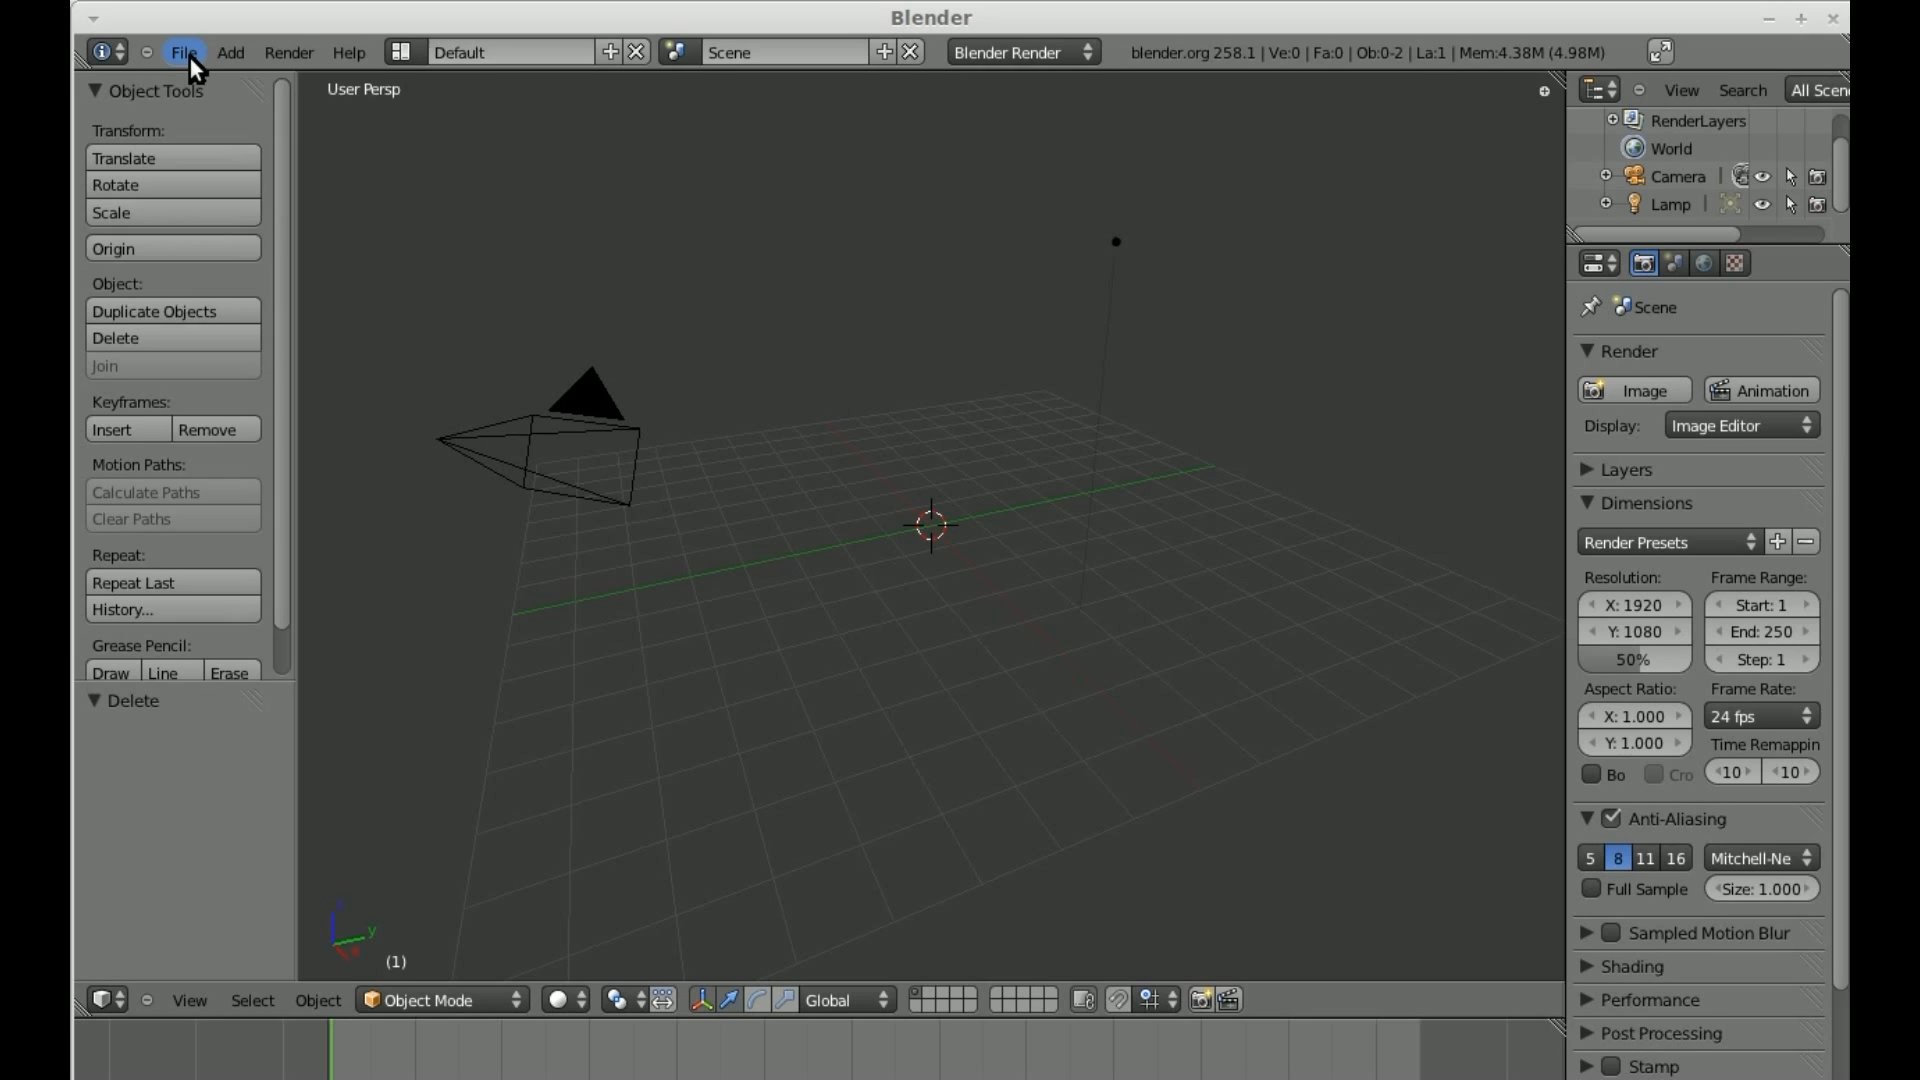 Blender
File Add Render Help Default Scene Blender Render blender.org 258.1 | Ve:0 | Fa:0 | Ob:0-2 | La:1 | Mem:4.38M (4.98M)
Object Tools
Transform:
Translate
Rotate
Scale
Origin
Object:
Duplicate Objects
Delete
Join
Keyframes:
Insert Remove
Motion Paths:
Calculate Paths
Clear Paths
Repeat:
Repeat Last
History...
Grease Pencil:
Draw Line Erase
Delete
User Persp
y
(1)
View Select Object Object Mode Global
View Search All Scen
RenderLayers
World
Camera
Lamp
Scene
Render
Image Animation
Display: Image Editor
Layers
Dimensions
Render Presets
Resolution: Frame Range:
X: 1920 Start: 1
Y: 1080 End: 250
50% Step: 1
Aspect Ratio: Frame Rate:
X: 1.000 24 fps
Y: 1.000 Time Remappin
Bo Cro 10 10
Anti-Aliasing
5 8 11 16 Mitchell-Ne
Full Sample Size: 1.000
Sampled Motion Blur
Shading
Performance
Post Processing
Stamp